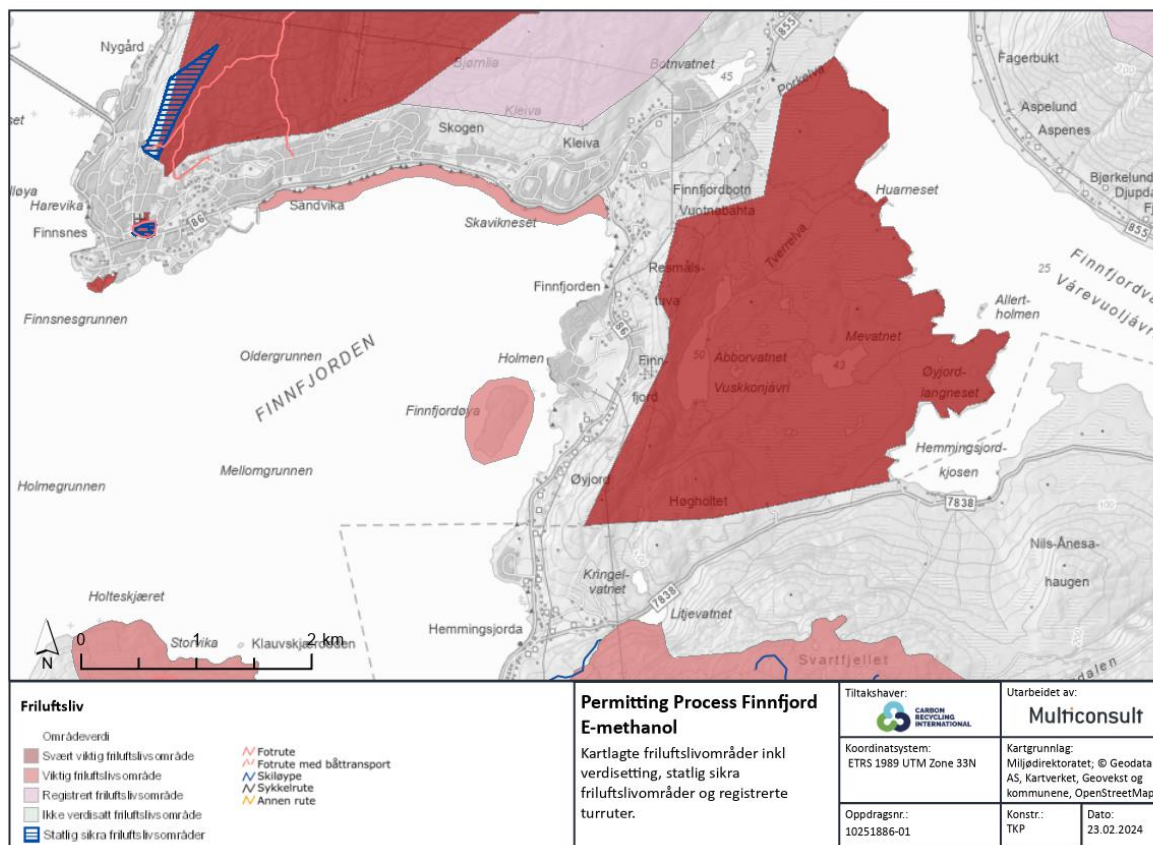 Nygård
Bjørnlia
Botnvatnet
45
855
Porkelva
Fagerbukt
200
Aspelund
Aspenes
Kleiva
Skogen
Kleiva
Harevika
Finnsnes
86
Sandvika
Skavikneset
Finnfjordbotn
Vuotnabahta
Huarneset
Bjørkelund
Djupda
855
Tverrelva
Finnsnesgrunnen
Finnfjorden
Resmåls-
tuva
86
25
Finnfjordva
Várevuoljávr
Allert-
holmen
Oldergrunnen
FINNFJORDEN
Holmen
Finn-
fjord
50
Abborvatnet
Vuskkonjávri
Mevatnet
43
Øyjord-
langneset
Finnfjordøya
Mellomgrunnen
Holmegrunnen
Øyjord
Høgholtet
Hemmingsjord-
kjosen
7838
100
Nils-Ånesa-
haugen
Kringel-
vatnet
7838
Litjevatnet
Holteskjæret
Storvika
Hemmingsjorda
Svartfjellet
N
0 1 2 km
Friluftsliv
Områdeverdi
Svært viktig friluftslivsområde
Viktig friluftslivsområde
Registrert friluftslivsområde
Ikke verdisatt friluftslivsområde
Statlig sikra friluftslivsområder
Fotrute
Fotrute med båttransport
Skiløype
Sykkelrute
Annen rute
Permitting Process Finnfjord
E-methanol
Kartlagte friluftslivområder inkl
verdisetting, statlig sikra
friluftslivområder og registrerte
turruter.
Tiltakshaver:
CARBON
RECYCLING
INTERNATIONAL
Utarbeidet av:
Multiconsult
Koordinatsystem:
ETRS 1989 UTM Zone 33N
Kartgrunnlag:
Miljødirektoratet; © Geodata
AS, Kartverket, Geovekst og
kommunene, OpenStreetMap
Oppdragsnr.:
10251886-01
Konstr.:
TKP
Dato:
23.02.2024